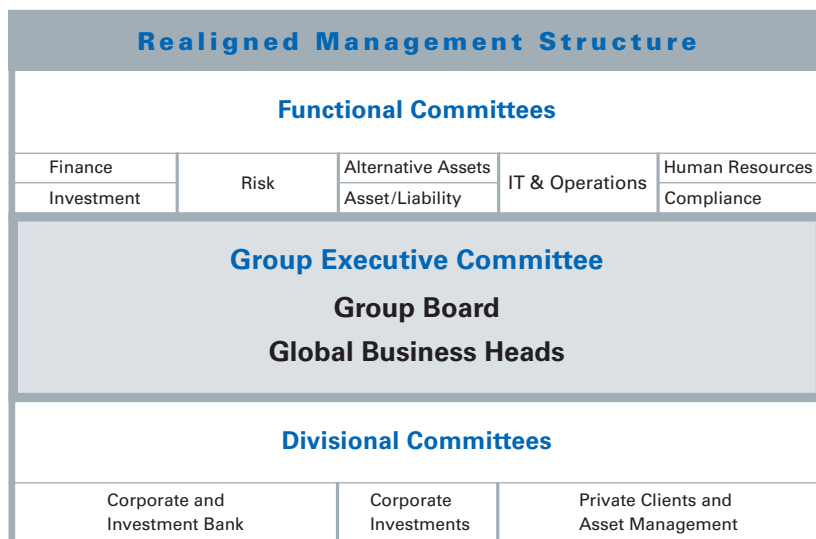 Realigned Management Structure
Functional Committees
Finance
Investment
Risk
Alternative Assets
Asset/Liability
IT & Operations
Human Resources
Compliance
Group Executive Committee
Group Board
Global Business Heads
Divisional Committees
Corporate and
Investment Bank
Corporate
Investments
Private Clients and
Asset Management